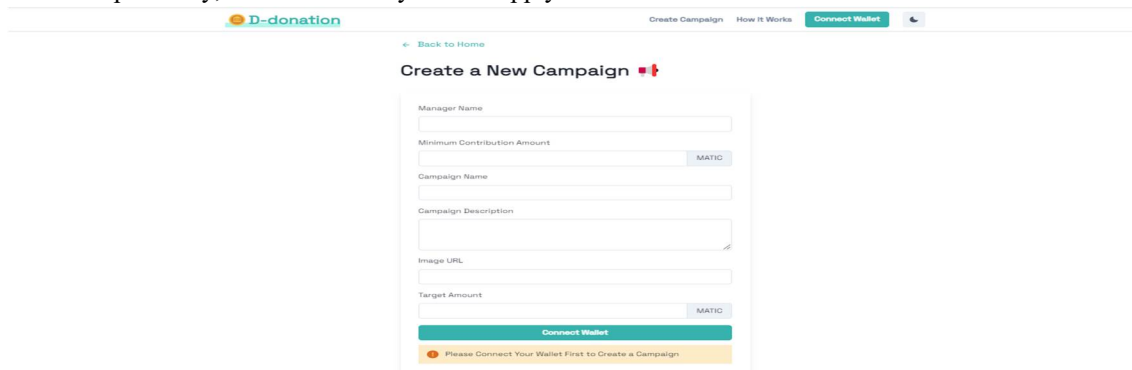 D-donation Create Campaign How It Works Connect Wallet
← Back to Home
Create a New Campaign
Manager Name
Minimum Contribution Amount
MATIC
Campaign Name
Campaign Description
Image URL
Target Amount
MATIC
Connect Wallet
Please Connect Your Wallet First to Create a Campaign